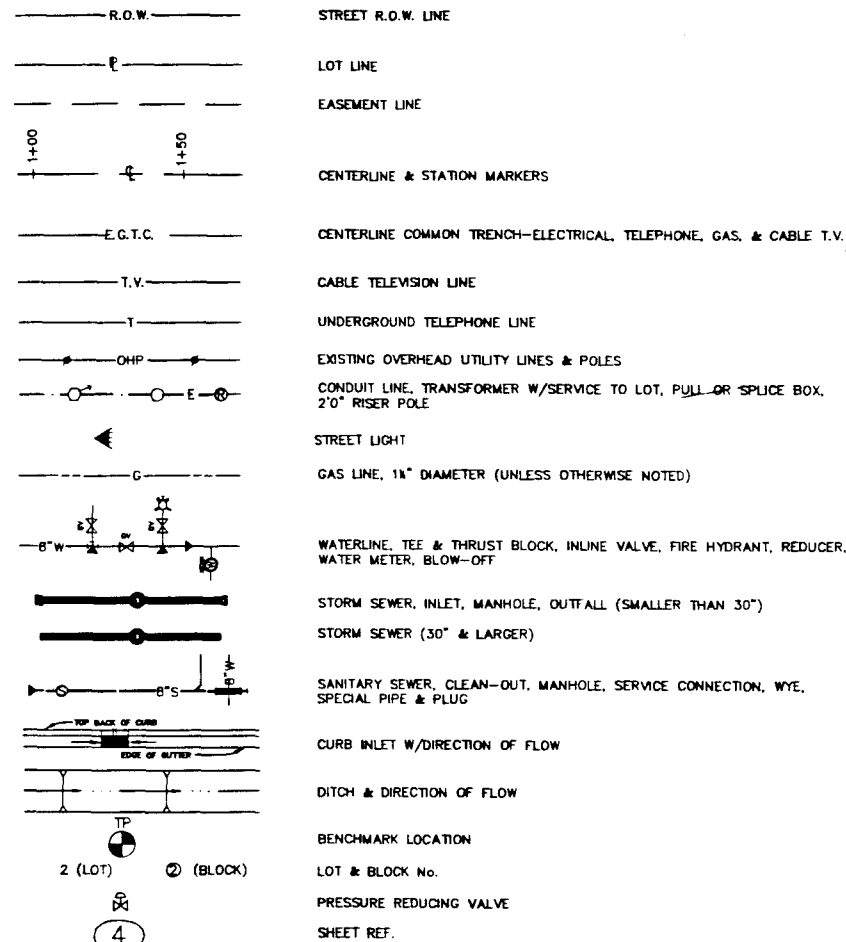 R.O.W. STREET R.O.W. LINE
PL LOT LINE
EASEMENT LINE
1+00 1+50
CL CENTERLINE & STATION MARKERS
E.G.T.C. CENTERLINE COMMON TRENCH-ELECTRICAL, TELEPHONE, GAS, & CABLE T.V.
T.V. CABLE TELEVISION LINE
T UNDERGROUND TELEPHONE LINE
OHP EXISTING OVERHEAD UTILITY LINES & POLES
E R CONDUIT LINE, TRANSFORMER W/SERVICE TO LOT, PULL OR SPLICE BOX,
2'0" RISER POLE
STREET LIGHT
G GAS LINE, 1¼" DIAMETER (UNLESS OTHERWISE NOTED)
GV GV GV
8"W WATERLINE, TEE & THRUST BLOCK, INLINE VALVE, FIRE HYDRANT, REDUCER,
WATER METER, BLOW-OFF
STORM SEWER, INLET, MANHOLE, OUTFALL (SMALLER THAN 30")
STORM SEWER (30" & LARGER)
8"S 8"W SANITARY SEWER, CLEAN-OUT, MANHOLE, SERVICE CONNECTION, WYE,
SPECIAL PIPE & PLUG
TOP BACK OF CURB
CURB INLET W/DIRECTION OF FLOW
EDGE OF GUTTER
DITCH & DIRECTION OF FLOW
TP
BENCHMARK LOCATION
2 (LOT) 2 (BLOCK) LOT & BLOCK No.
PRESSURE REDUCING VALVE
4 SHEET REF.